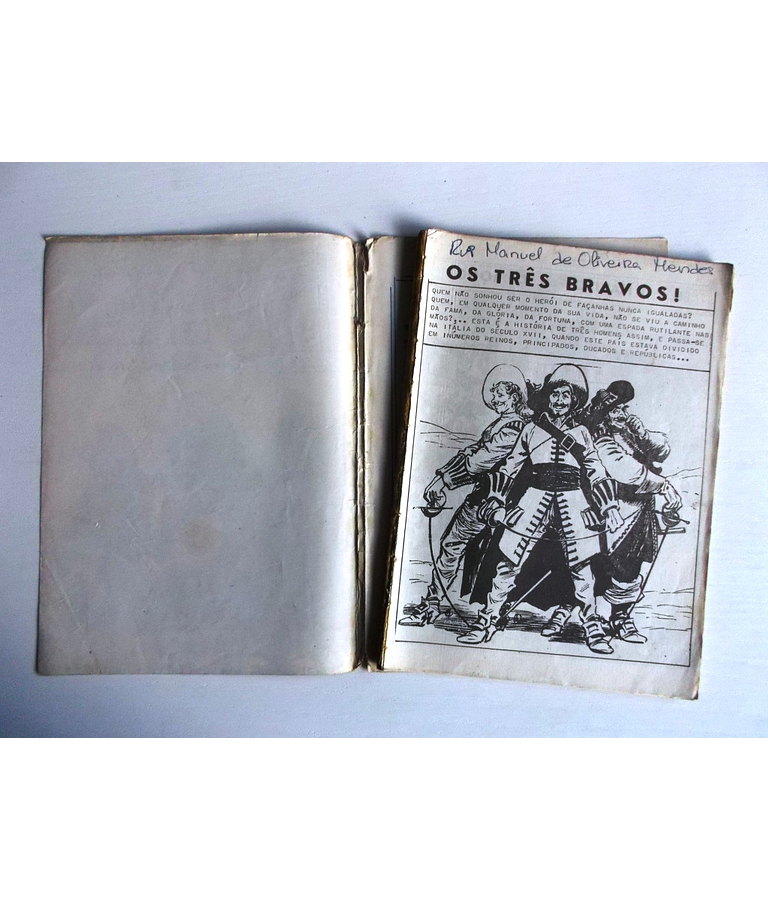 Rui Manuel de Oliveira Mendes
OS TRÊS BRAVOS!
QUEM NÃO SONHOU SER O HERÓI DE FAÇANHAS NUNCA IGUALADAS?
QUEM, EM QUALQUER MOMENTO DA SUA VIDA, NÃO SE VIU A CAMINHO
DA FAMA, DA GLÓRIA, DA FORTUNA, COM UMA ESPADA RUTILANTE NAS
MÃOS?... ESTA É A HISTÓRIA DE TRÊS HOMENS ASSIM, E PASSA-SE
NA ITÁLIA DO SÉCULO XVII, QUANDO ESTE PAÍS ESTAVA DIVIDIDO
EM INÚMEROS REINOS, PRINCIPADOS, DUCADOS E REPÚBLICAS...